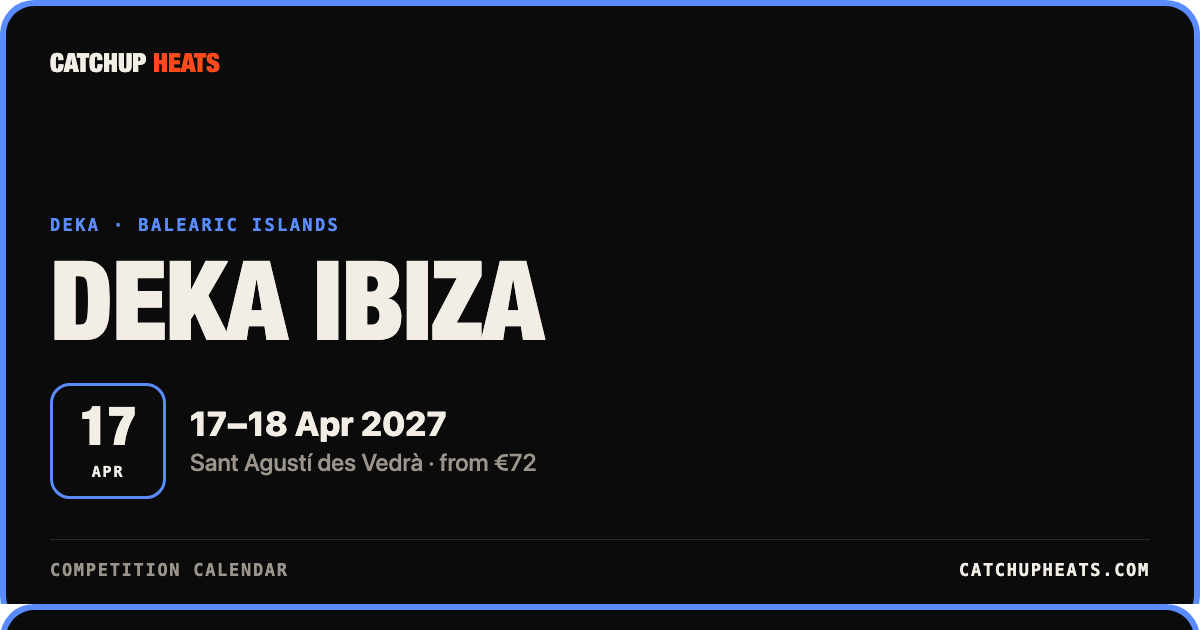 CATCHUP HEATS
DEKA · BALEARIC ISLANDS
DEKA IBIZA
17
APR
17–18 Apr 2027
Sant Agustí des Vedrà · from €72
COMPETITION CALENDAR
CATCHUPHEATS.COM